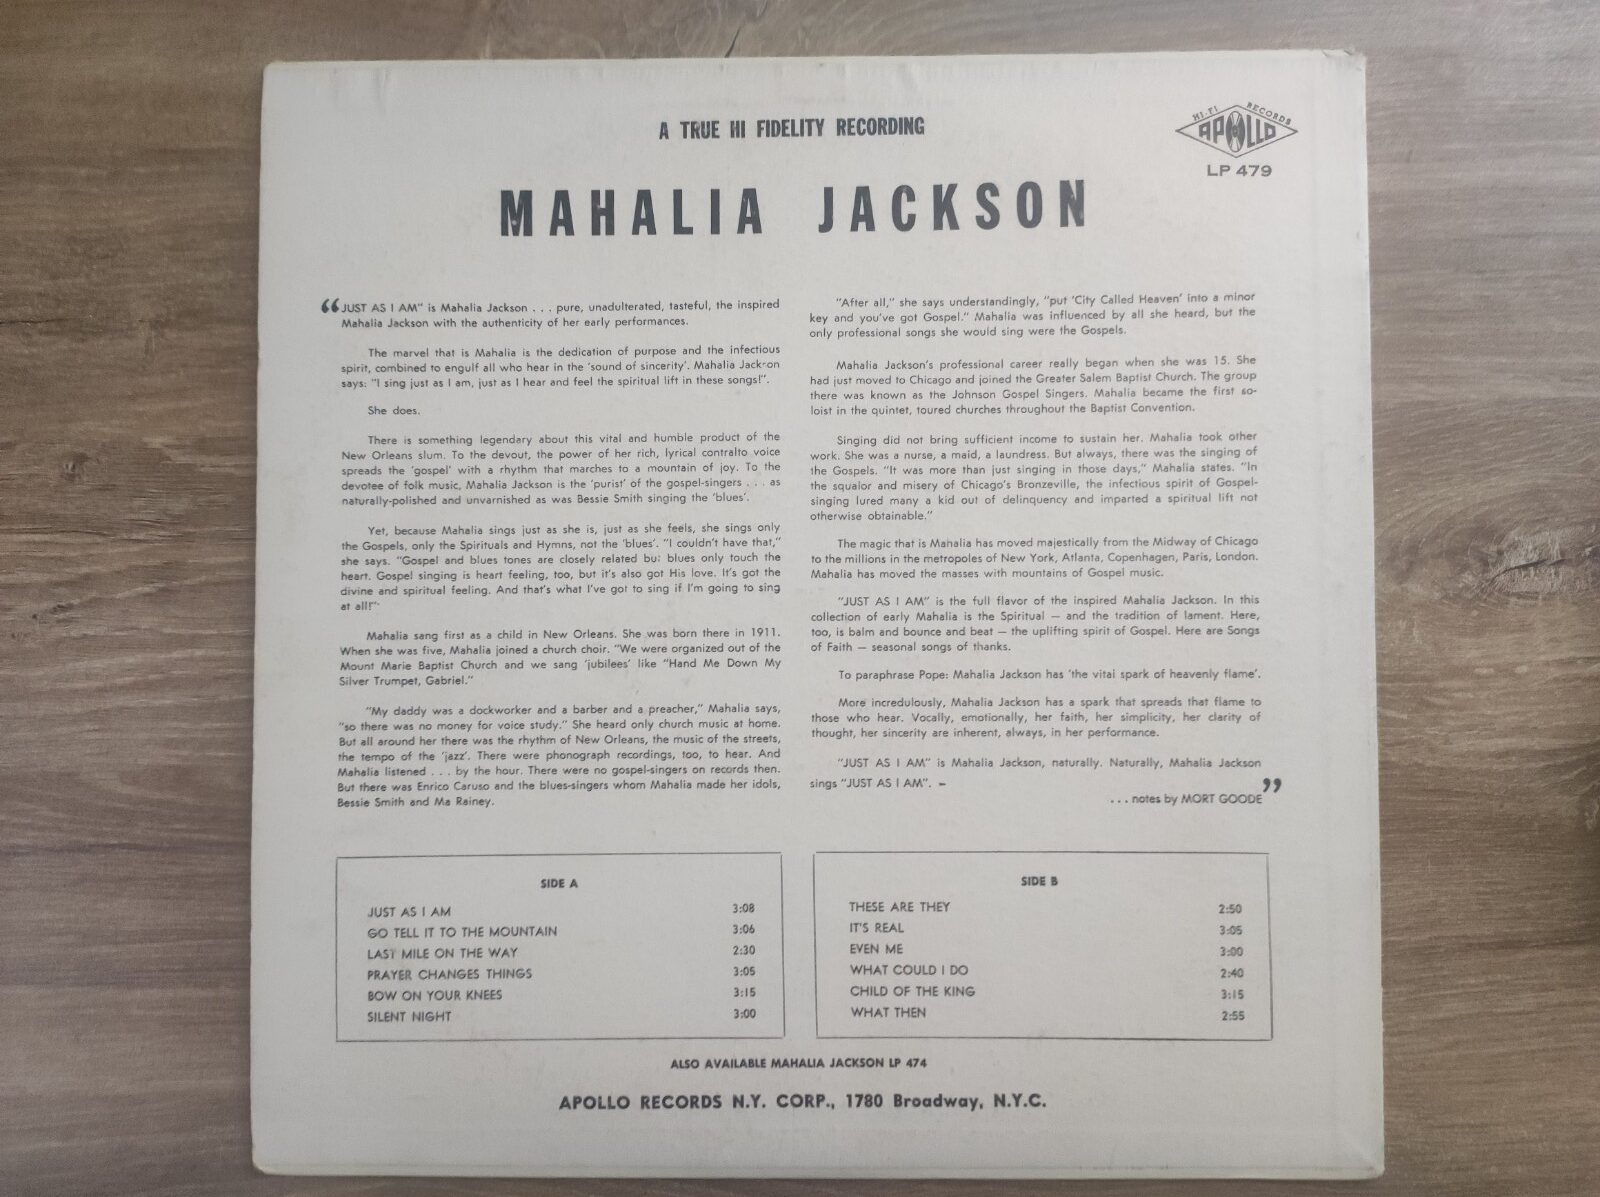 A TRUE HI FIDELITY RECORDING
HI-FI RECORDS
APOLLO
LP 479
MAHALIA JACKSON
“JUST AS I AM” is Mahalia Jackson . . . pure, unadulterated, tasteful, the inspired
Mahalia Jackson with the authenticity of her early performances.
The marvel that is Mahalia is the dedication of purpose and the infectious
spirit, combined to engulf all who hear in the 'sound of sincerity'. Mahalia Jackson
says: "I sing just as I am, just as I hear and feel the spiritual lift in these songs!".
She does.
There is something legendary about this vital and humble product of the
New Orleans slum. To the devout, the power of her rich, lyrical contralto voice
spreads the 'gospel' with a rhythm that marches to a mountain of joy. To the
devotee of folk music, Mahalia Jackson is the 'purist' of the gospel-singers . . . as
naturally-polished and unvarnished as was Bessie Smith singing the 'blues'.
Yet, because Mahalia sings just as she is, just as she feels, she sings only
the Gospels, only the Spirituals and Hymns, not the 'blues'. "I couldn't have that,"
she says. "Gospel and blues tones are closely related but blues only touch the
heart. Gospel singing is heart feeling, too, but it's also got His love. It's got the
divine and spiritual feeling. And that's what I've got to sing if I'm going to sing
at all!"
Mahalia sang first as a child in New Orleans. She was born there in 1911.
When she was five, Mahalia joined a church choir. "We were organized out of the
Mount Marie Baptist Church and we sang 'jubilees' like "Hand Me Down My
Silver Trumpet, Gabriel."
"My daddy was a dockworker and a barber and a preacher," Mahalia says,
"so there was no money for voice study." She heard only church music at home.
But all around her there was the rhythm of New Orleans, the music of the streets,
the tempo of the 'jazz'. There were phonograph recordings, too, to hear. And
Mahalia listened . . . by the hour. There were no gospel-singers on records then.
But there was Enrico Caruso and the blues-singers whom Mahalia made her idols,
Bessie Smith and Ma Rainey.
"After all," she says understandingly, "put 'City Called Heaven' into a minor
key and you've got Gospel." Mahalia was influenced by all she heard, but the
only professional songs she would sing were the Gospels.
Mahalia Jackson's professional career really began when she was 15. She
had just moved to Chicago and joined the Greater Salem Baptist Church. The group
there was known as the Johnson Gospel Singers. Mahalia became the first so-
loist in the quintet, toured churches throughout the Baptist Convention.
Singing did not bring sufficient income to sustain her. Mahalia took other
work. She was a nurse, a maid, a laundress. But always, there was the singing of
the Gospels. "It was more than just singing in those days," Mahalia states. "In
the squalor and misery of Chicago's Bronzeville, the infectious spirit of Gospel-
singing lured many a kid out of delinquency and imparted a spiritual lift not
otherwise obtainable."
The magic that is Mahalia has moved majestically from the Midway of Chicago
to the millions in the metropoles of New York, Atlanta, Copenhagen, Paris, London.
Mahalia has moved the masses with mountains of Gospel music.
"JUST AS I AM" is the full flavor of the inspired Mahalia Jackson. In this
collection of early Mahalia is the Spiritual — and the tradition of lament. Here,
too, is balm and bounce and beat — the uplifting spirit of Gospel. Here are Songs
of Faith — seasonal songs of thanks.
To paraphrase Pope: Mahalia Jackson has 'the vital spark of heavenly flame'.
More incredulously, Mahalia Jackson has a spark that spreads that flame to
those who hear. Vocally, emotionally, her faith, her simplicity, her clarity of
thought, her sincerity are inherent, always, in her performance.
"JUST AS I AM" is Mahalia Jackson, naturally. Naturally, Mahalia Jackson
sings "JUST AS I AM". –
. . . notes by MORT GOODE”
SIDE A
JUST AS I AM 3:08
GO TELL IT TO THE MOUNTAIN 3:06
LAST MILE ON THE WAY 2:30
PRAYER CHANGES THINGS 3:05
BOW ON YOUR KNEES 3:15
SILENT NIGHT 3:00
SIDE B
THESE ARE THEY 2:50
IT'S REAL 3:05
EVEN ME 3:00
WHAT COULD I DO 2:40
CHILD OF THE KING 3:15
WHAT THEN 2:55
ALSO AVAILABLE MAHALIA JACKSON LP 474
APOLLO RECORDS N.Y. CORP., 1780 Broadway, N.Y.C.